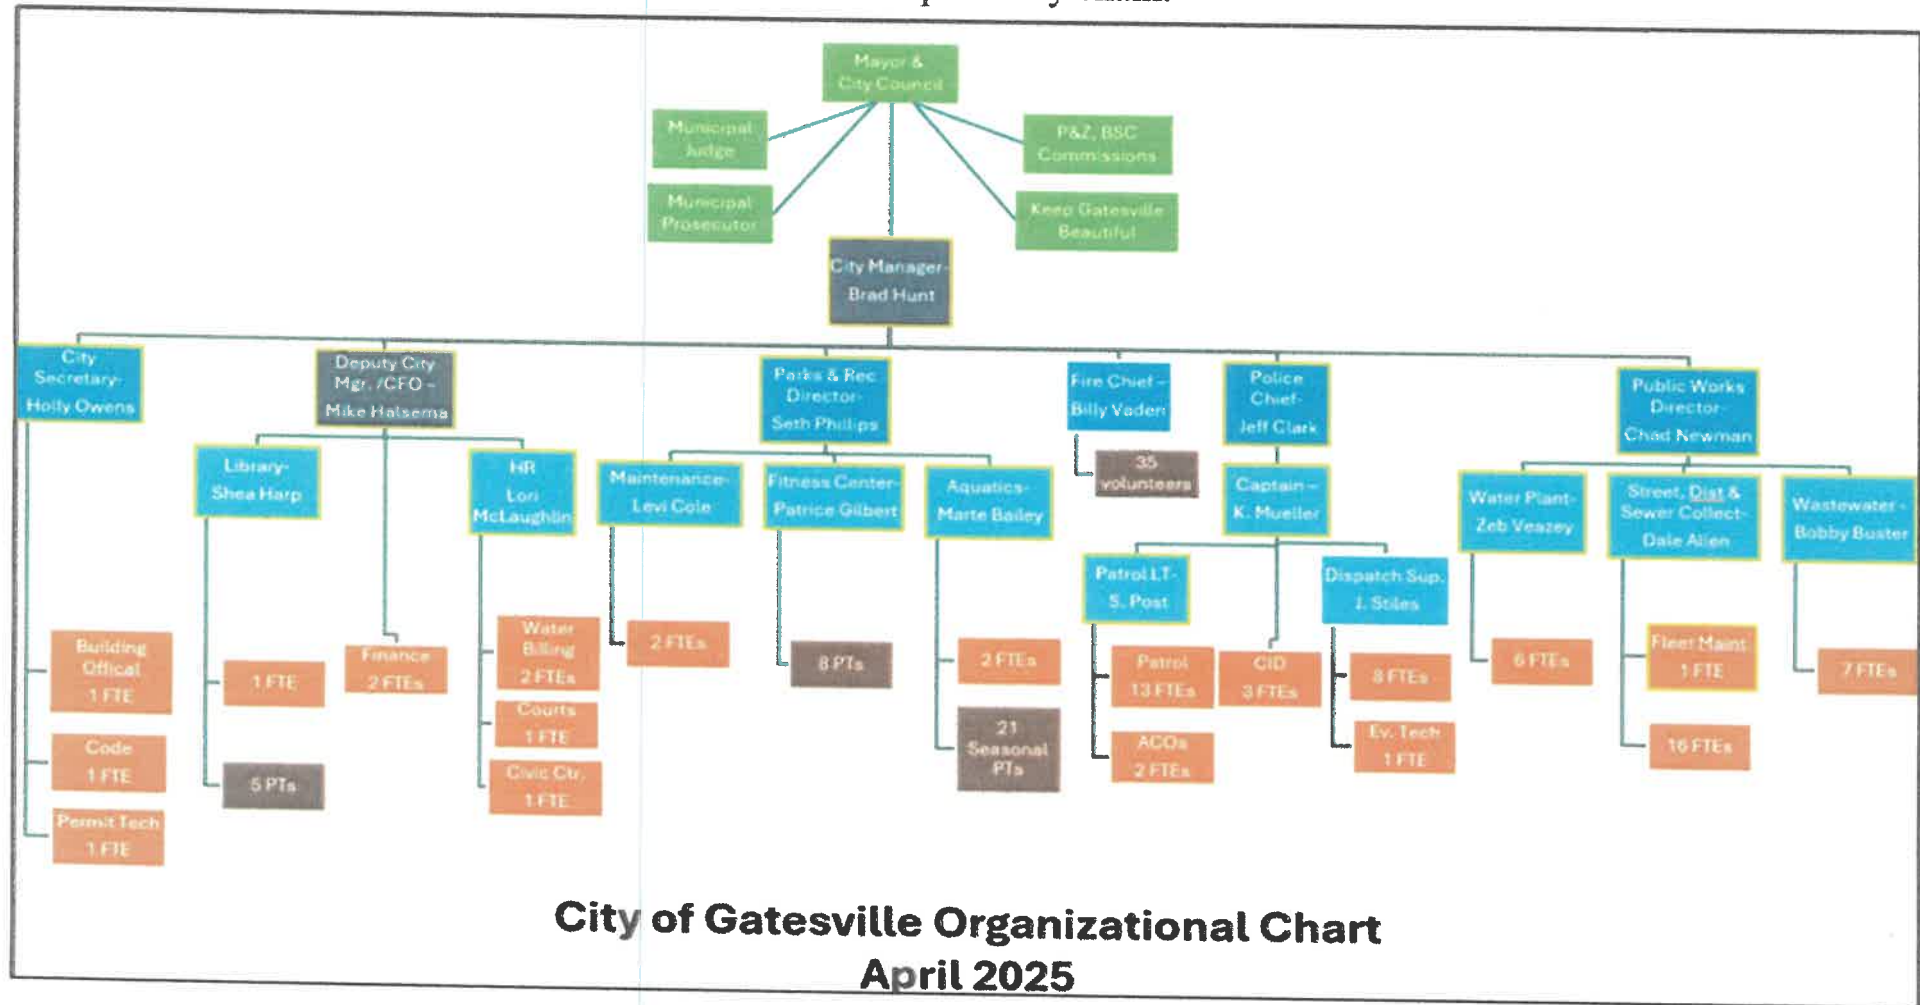 Mayor &
City Council
Municipal
Judge
P&Z, BSC
Commissions
Municipal
Prosecutor
Keep Gatesville
Beautiful
City Manager-
Brad Hunt
City
Secretary-
Holly Owens
Deputy City
Mgr. /CFO –
Mike Halsema
Parks & Rec
Director-
Seth Phillips
Fire Chief –
Billy Vaden
Police
Chief-
Jeff Clark
Public Works
Director-
Chad Newman
Library-
Shea Harp
HR
Lori
McLaughlin
Maintenance-
Levi Cole
Fitness Center-
Patrice Gilbert
Aquatics-
Marte Bailey
35
volunteers
Captain –
K. Mueller
Water Plant-
Zeb Veazey
Street, Dist &
Sewer Collect-
Dale Allen
Wastewater -
Bobby Buster
Patrol LT-
S. Post
Dispatch Sup.
J. Stiles
Building
Offical
1 FTE
Code
1 FTE
Permit Tech
1 FTE
1 FTE
5 PTs
Finance
2 FTEs
Water
Billing
2 FTEs
Courts
1 FTE
Civic Ctr.
1 FTE
2 FTEs
8 PTs
2 FTEs
21
Seasonal
PTs
Patrol
13 FTEs
ACOs
2 FTEs
CID
3 FTEs
8 FTEs
Ev. Tech
1 FTE
6 FTEs
Fleet Maint
1 FTE
16 FTEs
7 FTEs
City of Gatesville Organizational Chart
April 2025